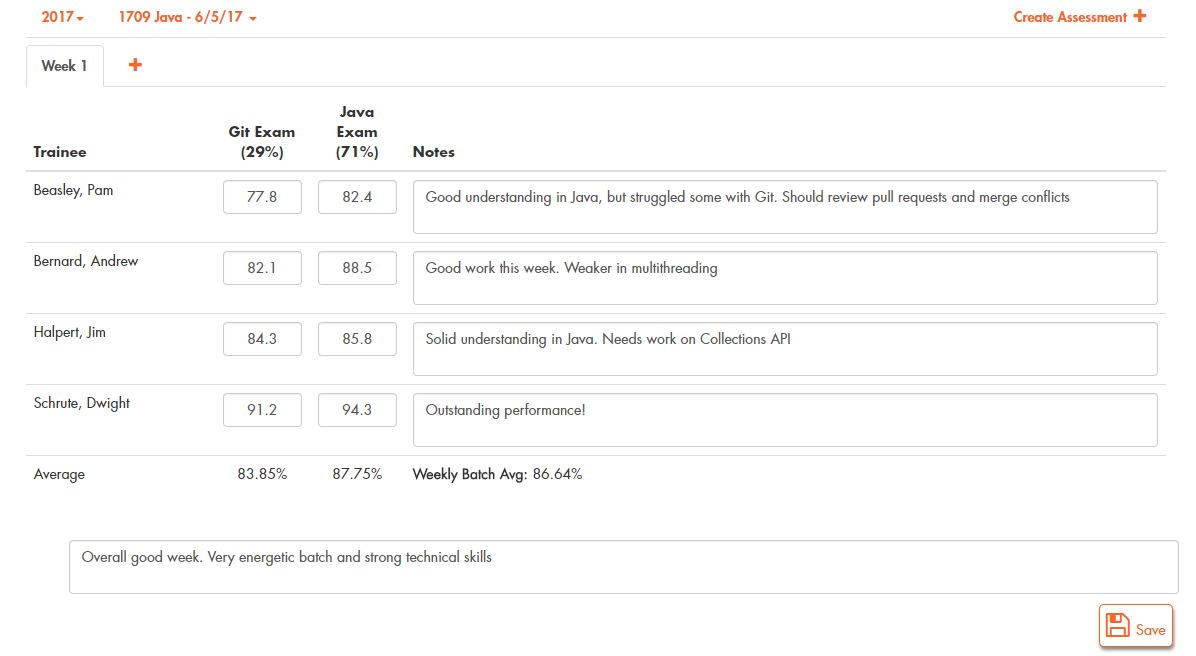 2017 1709 Java - 6/5/17 Create Assessment
Week 1
Trainee Git Exam (29%) Java Exam (71%) Notes
Beasley, Pam 77.8 82.4 Good understanding in Java, but struggled some with Git. Should review pull requests and merge conflicts
Bernard, Andrew 82.1 88.5 Good work this week. Weaker in multithreading
Halpert, Jim 84.3 85.8 Solid understanding in Java. Needs work on Collections API
Schrute, Dwight 91.2 94.3 Outstanding performance!
Average 83.85% 87.75% Weekly Batch Avg: 86.64%
Overall good week. Very energetic batch and strong technical skills
Save